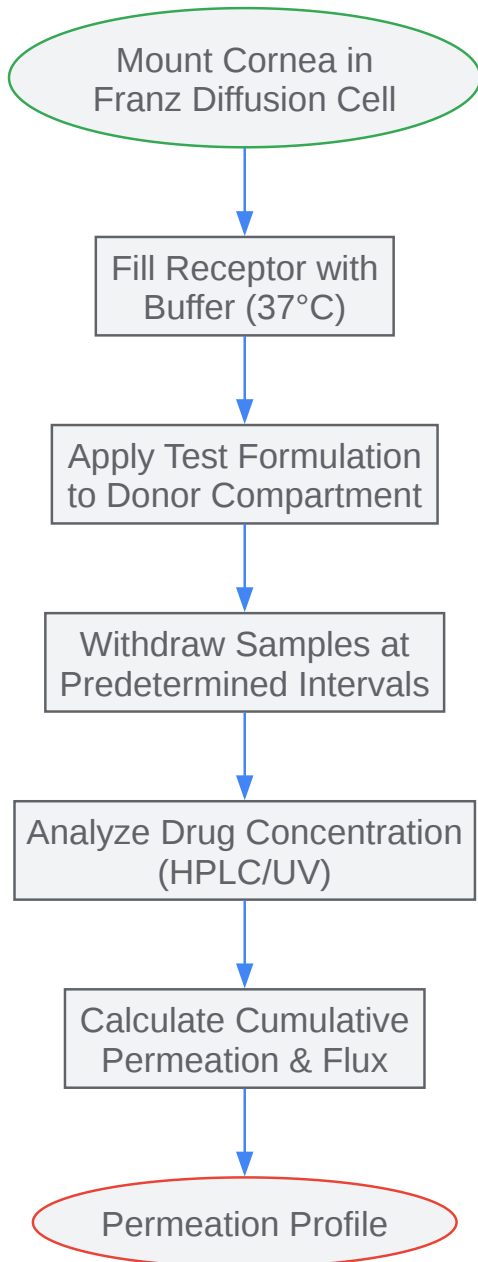 Mount Cornea in
Franz Diffusion Cell
Fill Receptor with
Buffer (37°C)
Apply Test Formulation
to Donor Compartment
Withdraw Samples at
Predetermined Intervals
Analyze Drug Concentration
(HPLC/UV)
Calculate Cumulative
Permeation & Flux
Permeation Profile